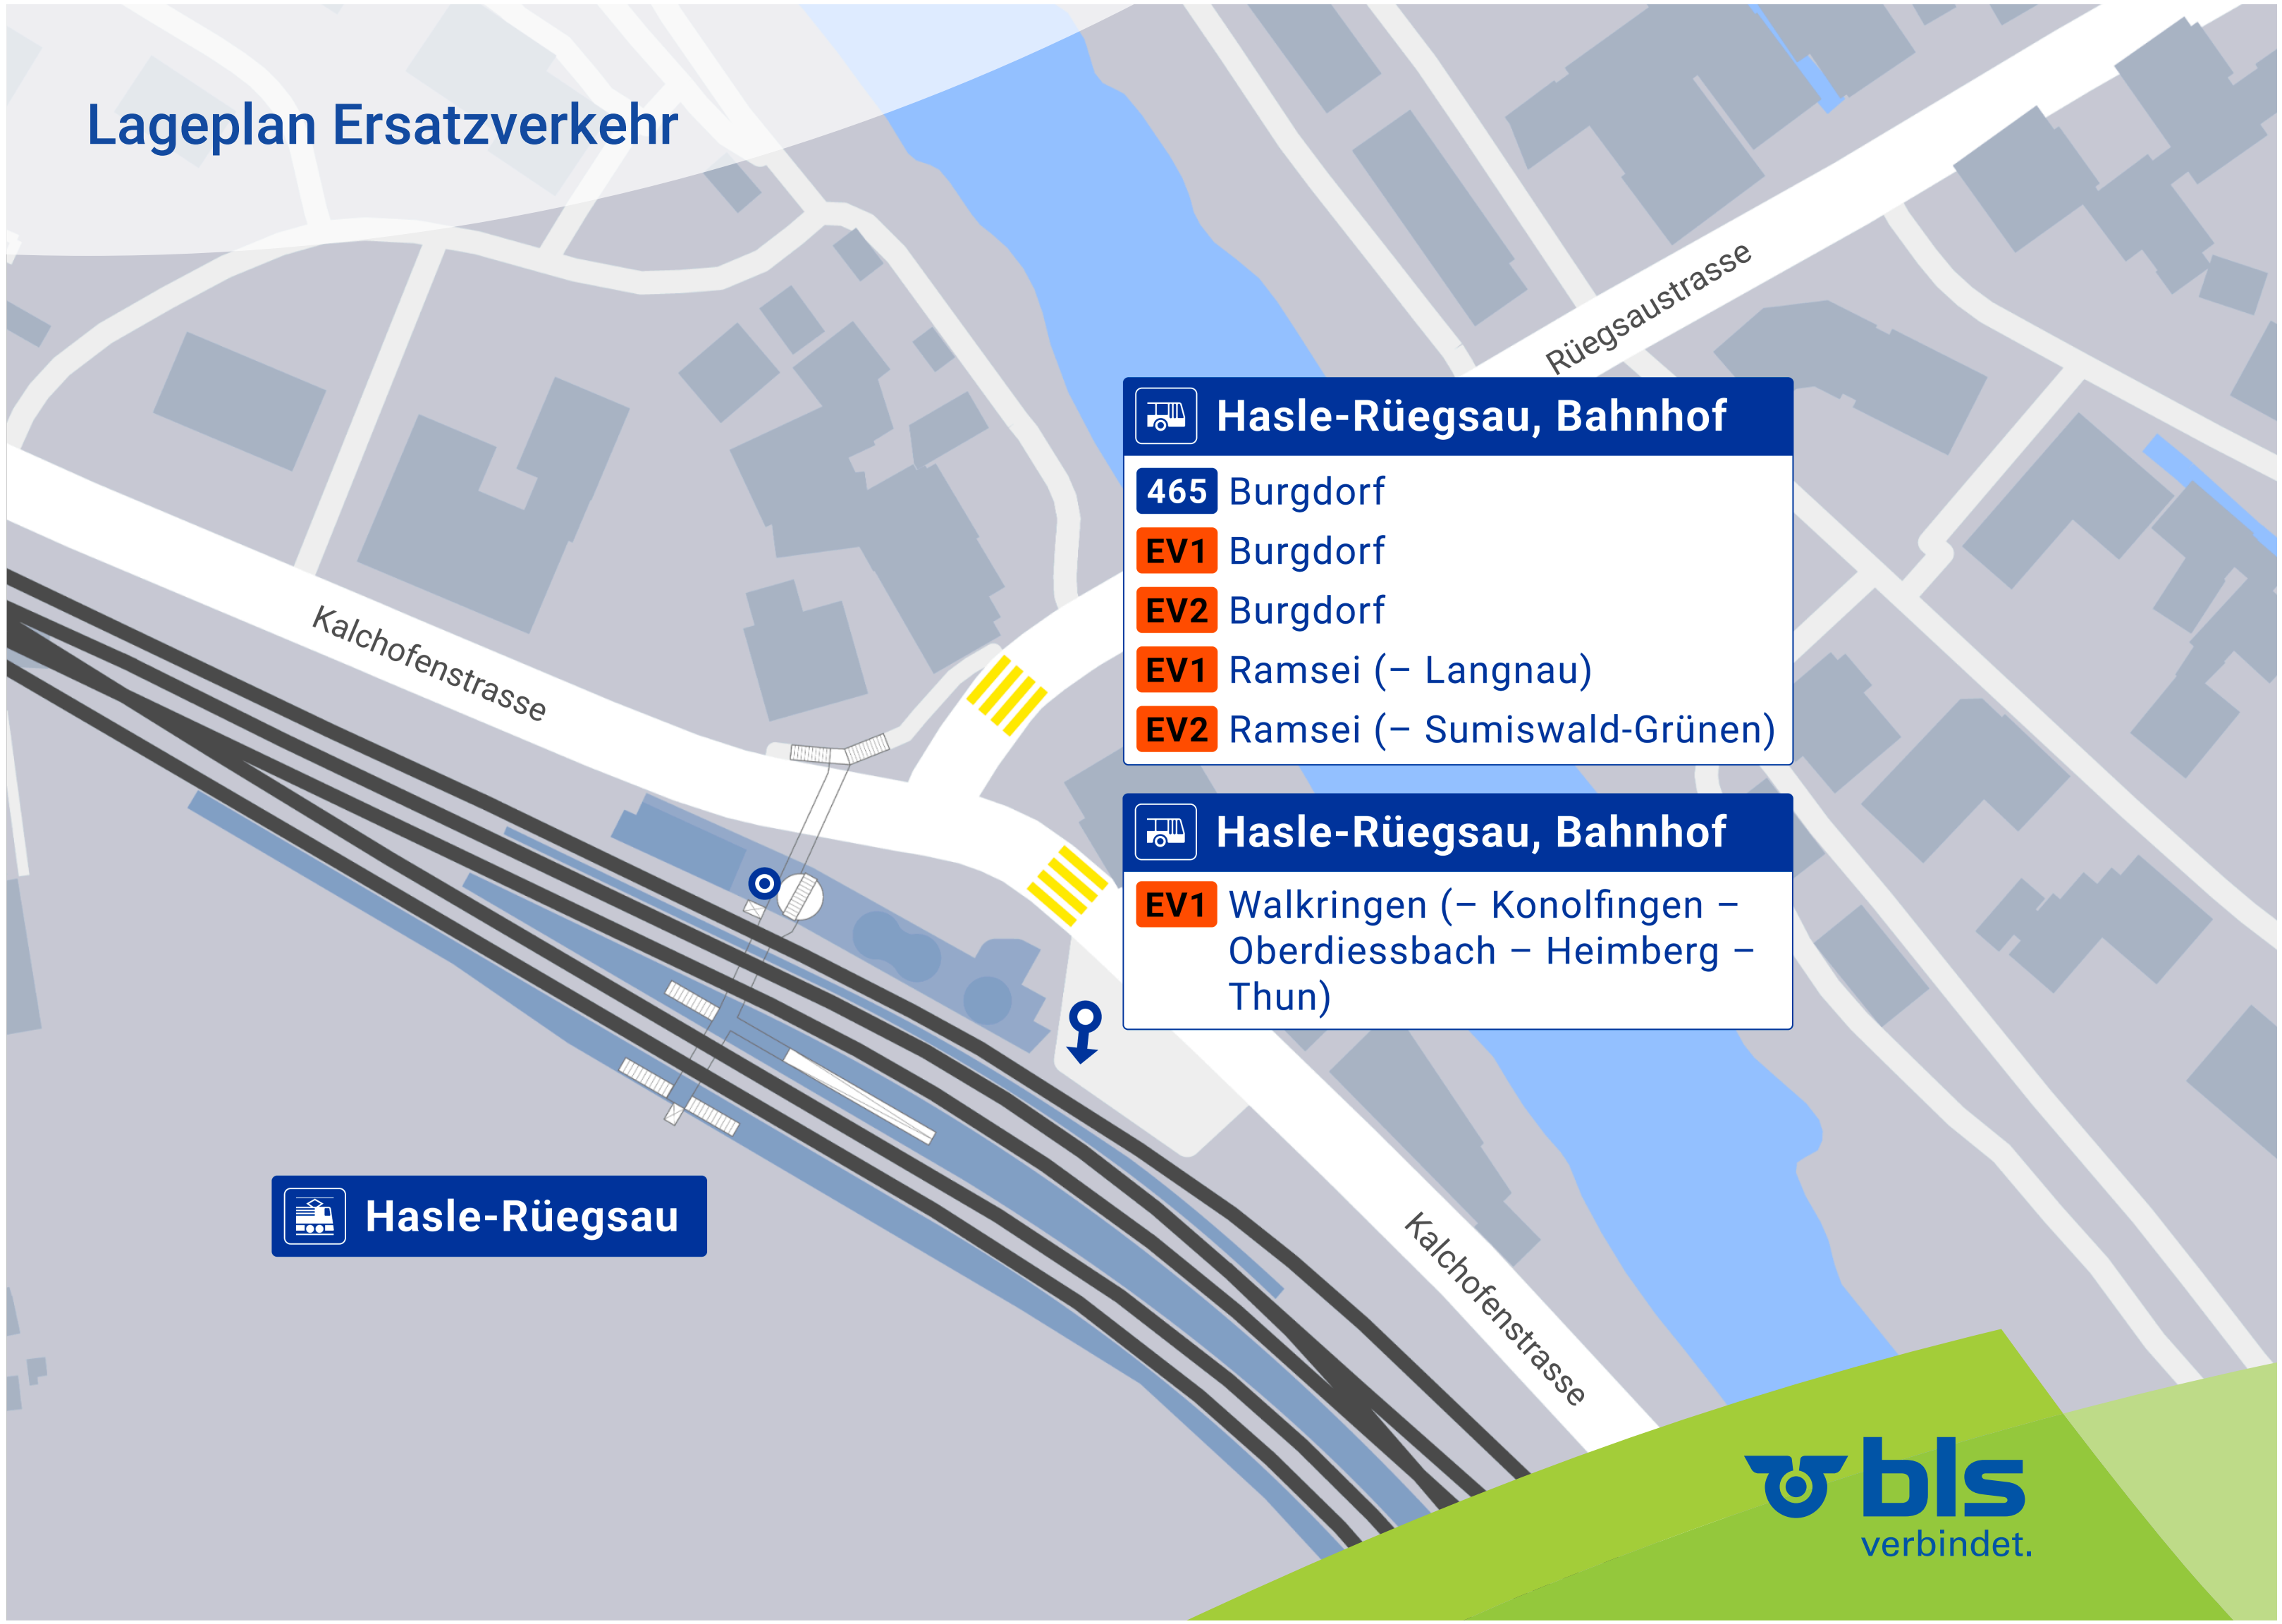 Lageplan Ersatzverkehr
Rüegsaustrasse
Hasle-Rüegsau, Bahnhof
465 Burgdorf
EV1 Burgdorf
EV2 Burgdorf
EV1 Ramsei (– Langnau)
EV2 Ramsei (– Sumiswald-Grünen)
Kalchofenstrasse
Hasle-Rüegsau, Bahnhof
EV1 Walkringen (– Konolfingen –
Oberdiessbach – Heimberg –
Thun)
Hasle-Rüegsau
Kalchofenstrasse
bls
verbindet.